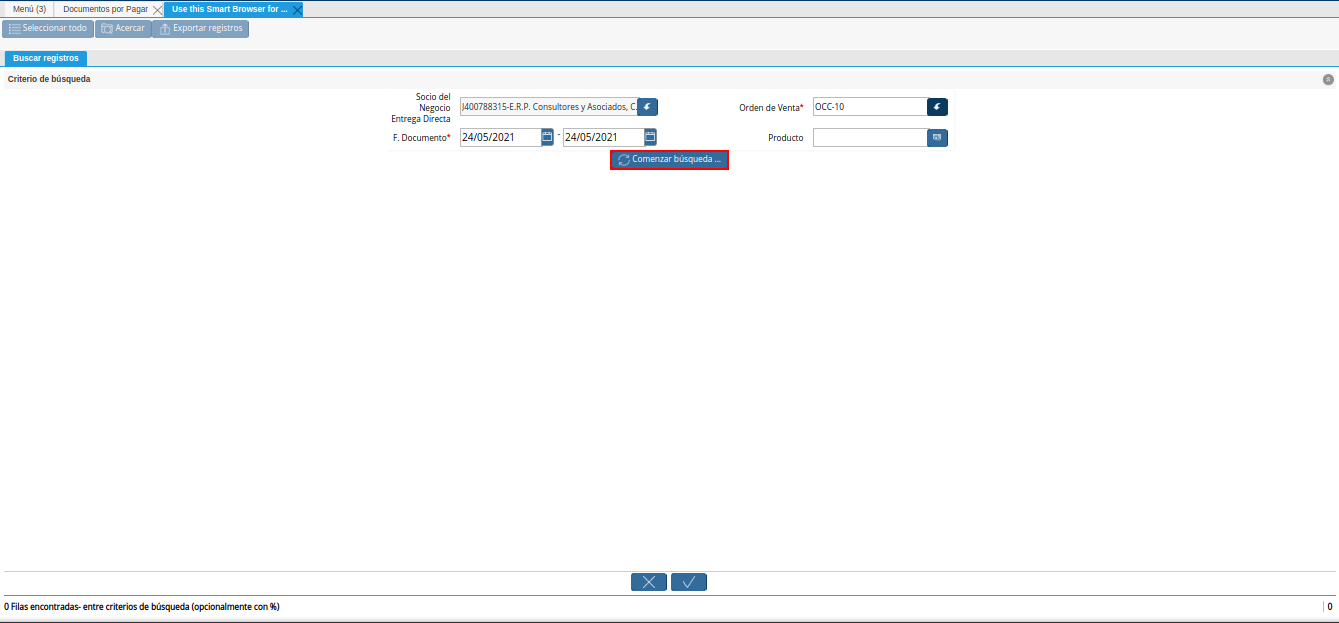 Menú (3) Documentos por Pagar Use this Smart Browser for ...
Seleccionar todo Acercar Exportar registros
Buscar registros
Criterio de búsqueda
Socio del
Negocio
Entrega Directa
J400788315-E.R.P. Consultores y Asociados, C.
Orden de Venta* OCC-10
F. Documento* 24/05/2021 - 24/05/2021 Producto
Comenzar búsqueda ...
0 Filas encontradas- entre criterios de búsqueda (opcionalmente con %) 0